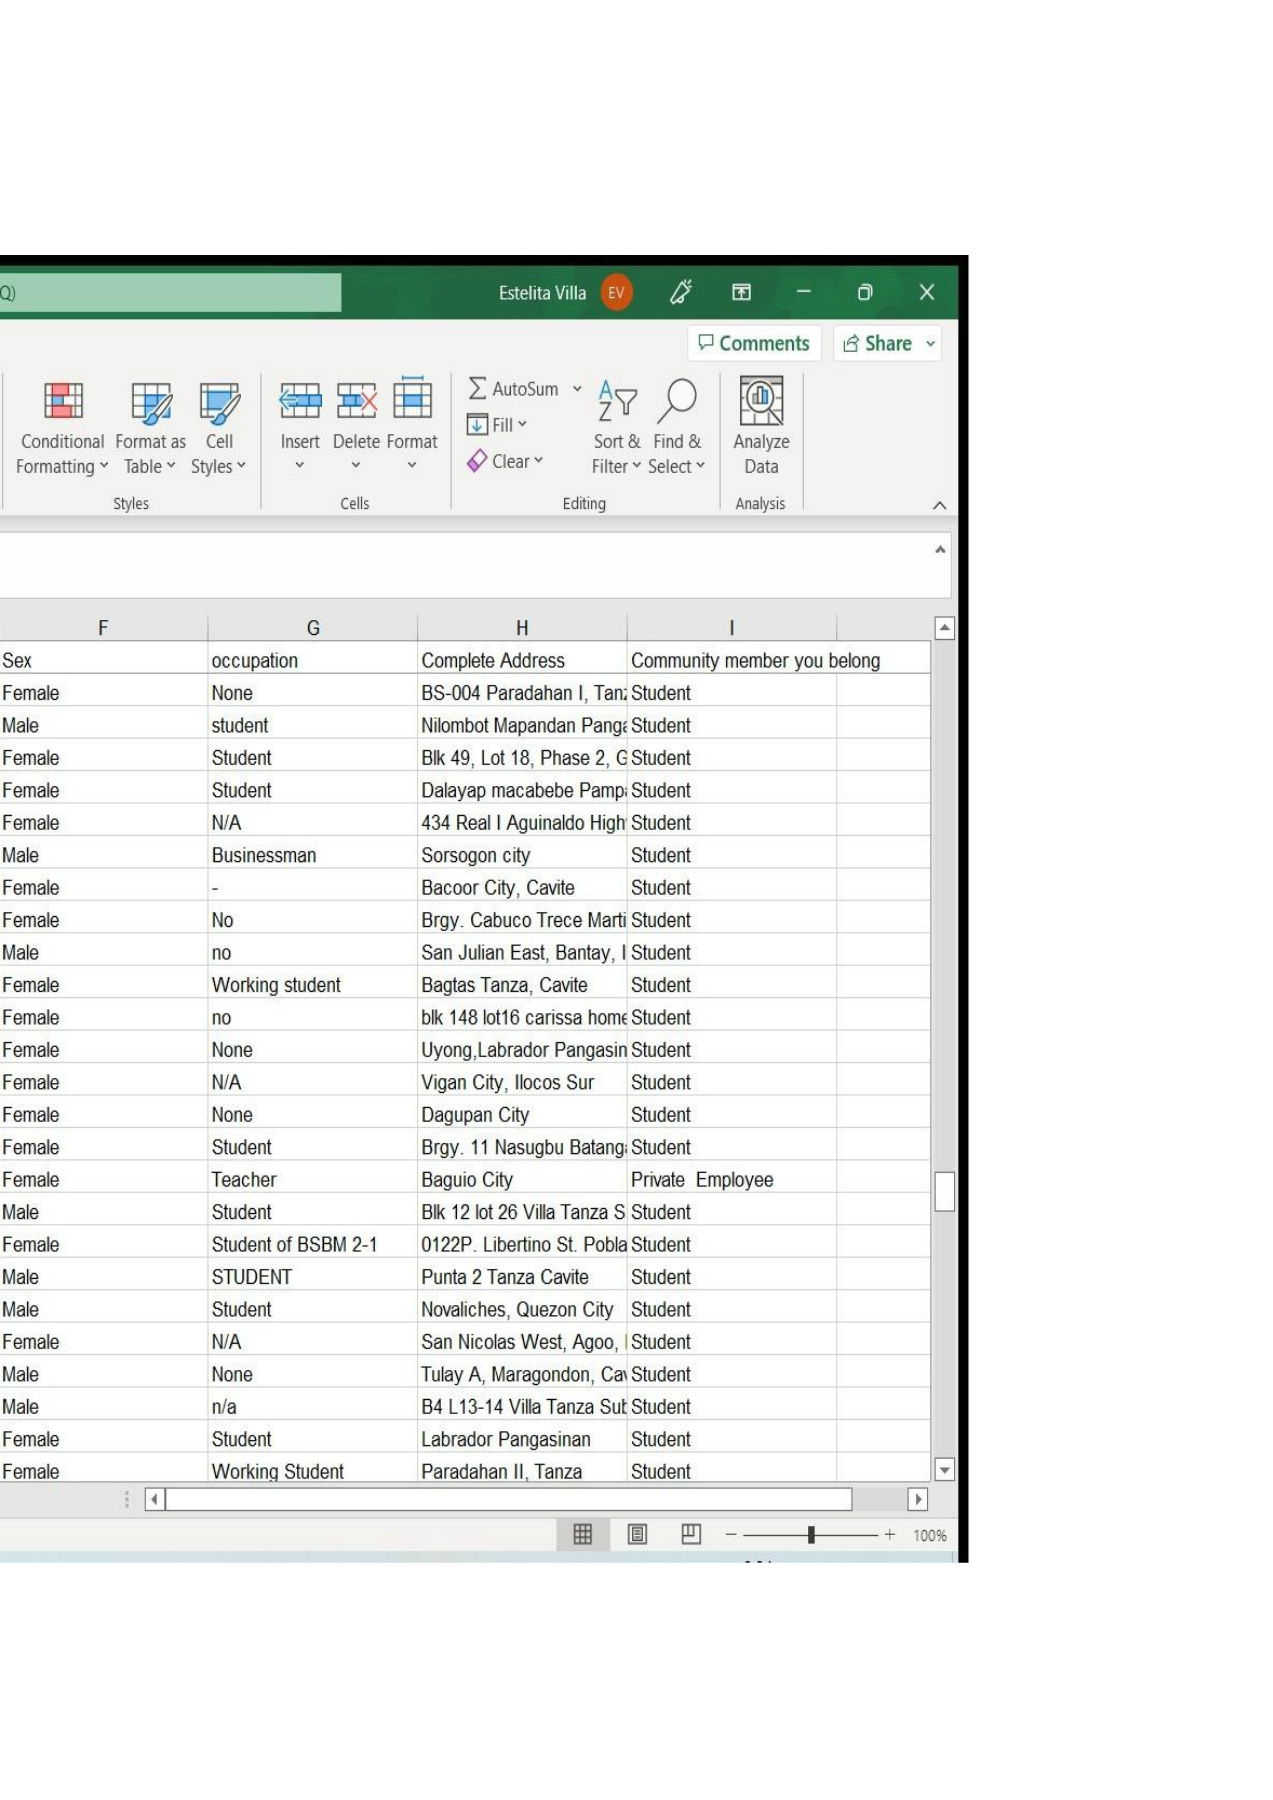 Q)
Estelita Villa EV
Comments Share
AutoSum
Fill
Clear
Conditional Formatting
Format as Table
Cell Styles
Insert Delete Format
Sort & Filter
Find & Select
Analyze Data
Styles Cells Editing Analysis
F G H I
Sex occupation Complete Address Community member you belong
Female None BS-004 Paradahan I, Tanz Student
Male student Nilombot Mapandan Panga Student
Female Student Blk 49, Lot 18, Phase 2, G Student
Female Student Dalayap macabebe Pampa Student
Female N/A 434 Real I Aguinaldo High Student
Male Businessman Sorsogon city Student
Female - Bacoor City, Cavite Student
Female No Brgy. Cabuco Trece Marti Student
Male no San Julian East, Bantay, I Student
Female Working student Bagtas Tanza, Cavite Student
Female no blk 148 lot16 carissa home Student
Female None Uyong,Labrador Pangasin Student
Female N/A Vigan City, Ilocos Sur Student
Female None Dagupan City Student
Female Student Brgy. 11 Nasugbu Batanga Student
Female Teacher Baguio City Private Employee
Male Student Blk 12 lot 26 Villa Tanza S Student
Female Student of BSBM 2-1 0122P. Libertino St. Pobla Student
Male STUDENT Punta 2 Tanza Cavite Student
Male Student Novaliches, Quezon City Student
Female N/A San Nicolas West, Agoo, Student
Male None Tulay A, Maragondon, Cav Student
Male n/a B4 L13-14 Villa Tanza Sub Student
Female Student Labrador Pangasinan Student
Female Working Student Paradahan II, Tanza Student
100%